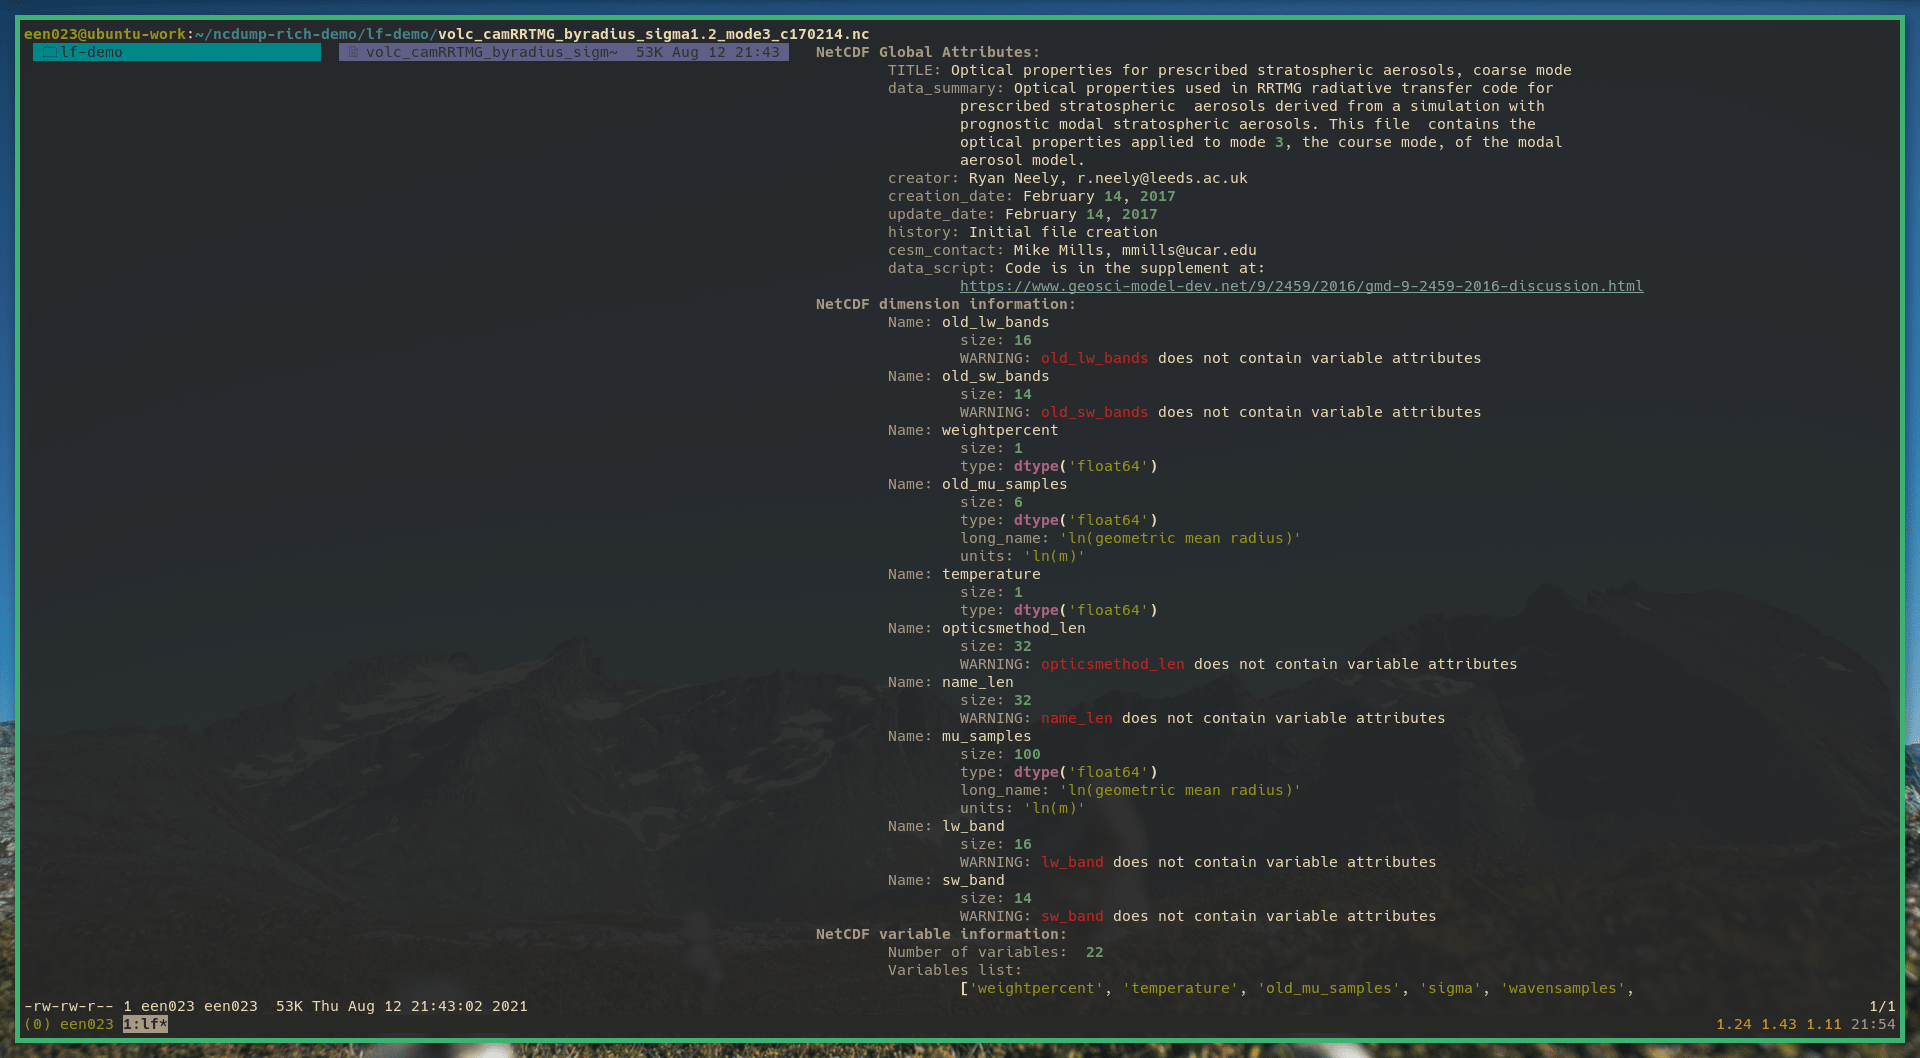 een023@ubuntu-work:~/ncdump-rich-demo/lf-demo/volc_camRRTMG_byradius_sigma1.2_mode3_c170214.nc
lf-demo
volc_camRRTMG_byradius_sigm~  53K Aug 12 21:43
NetCDF Global Attributes:
TITLE: Optical properties for prescribed stratospheric aerosols, coarse mode
data_summary: Optical properties used in RRTMG radiative transfer code for
prescribed stratospheric  aerosols derived from a simulation with
prognostic modal stratospheric aerosols. This file  contains the
optical properties applied to mode 3, the course mode, of the modal
aerosol model.
creator: Ryan Neely, r.neely@leeds.ac.uk
creation_date: February 14, 2017
update_date: February 14, 2017
history: Initial file creation
cesm_contact: Mike Mills, mmills@ucar.edu
data_script: Code is in the supplement at:
https://www.geosci-model-dev.net/9/2459/2016/gmd-9-2459-2016-discussion.html
NetCDF dimension information:
Name: old_lw_bands
size: 16
WARNING: old_lw_bands does not contain variable attributes
Name: old_sw_bands
size: 14
WARNING: old_sw_bands does not contain variable attributes
Name: weightpercent
size: 1
type: dtype('float64')
Name: old_mu_samples
size: 6
type: dtype('float64')
long_name: 'ln(geometric mean radius)'
units: 'ln(m)'
Name: temperature
size: 1
type: dtype('float64')
Name: opticsmethod_len
size: 32
WARNING: opticsmethod_len does not contain variable attributes
Name: name_len
size: 32
WARNING: name_len does not contain variable attributes
Name: mu_samples
size: 100
type: dtype('float64')
long_name: 'ln(geometric mean radius)'
units: 'ln(m)'
Name: lw_band
size: 16
WARNING: lw_band does not contain variable attributes
Name: sw_band
size: 14
WARNING: sw_band does not contain variable attributes
NetCDF variable information:
Number of variables:  22
Variables list:
['weightpercent', 'temperature', 'old_mu_samples', 'sigma', 'wavensamples',
-rw-rw-r-- 1 een023 een023  53K Thu Aug 12 21:43:02 2021
1/1
(0) een023 1:lf*
1.24 1.43 1.11 21:54